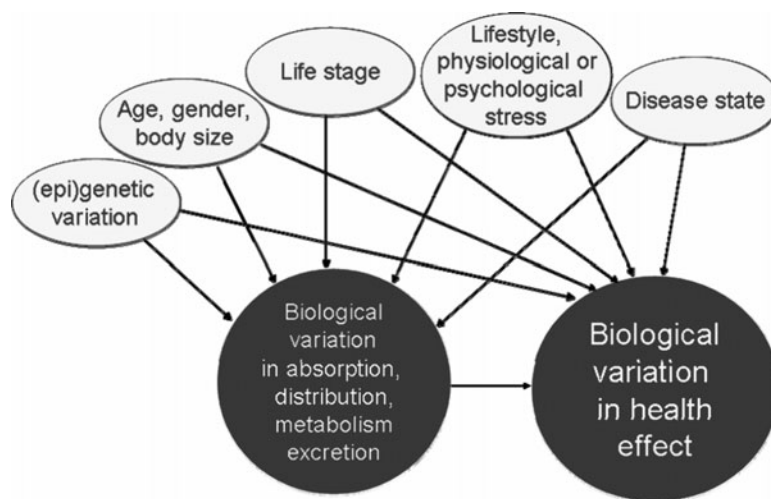 Life stage
Lifestyle,
physiological or
psychological
stress
Age, gender,
body size
Disease state
(epi)genetic
variation
Biological
variation
in absorption,
distribution,
metabolism
excretion
Biological
variation
in health
effect